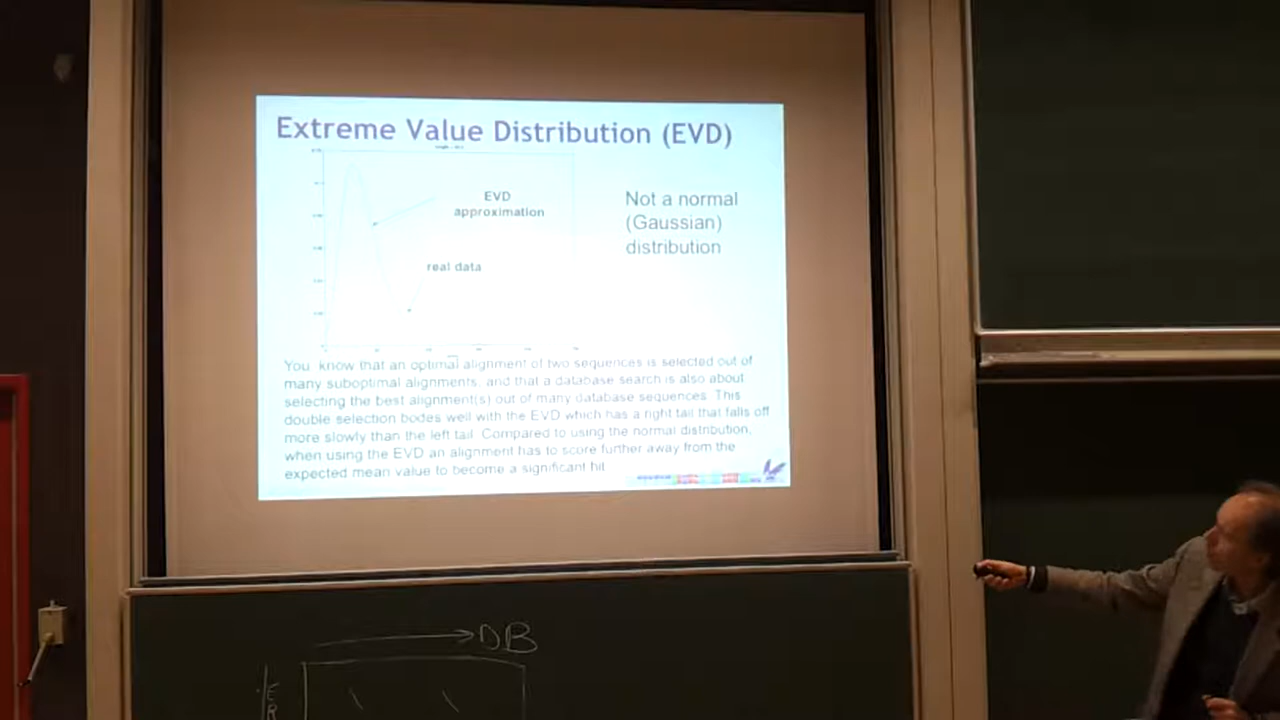 Extreme Value Distribution (EVD)
EVD
approximation
real data
Not a normal
(Gaussian)
distribution
You know that an optimal alignment of two sequences is selected out of
many suboptimal alignments, and that a database search is also about
selecting the best alignment(s) out of many database sequences. This
double selection bodes well with the EVD which has a right tail that falls off
more slowly than the left tail. Compared to using the normal distribution,
when using the EVD an alignment has to score further away from the
expected mean value to become a significant hit.
DB